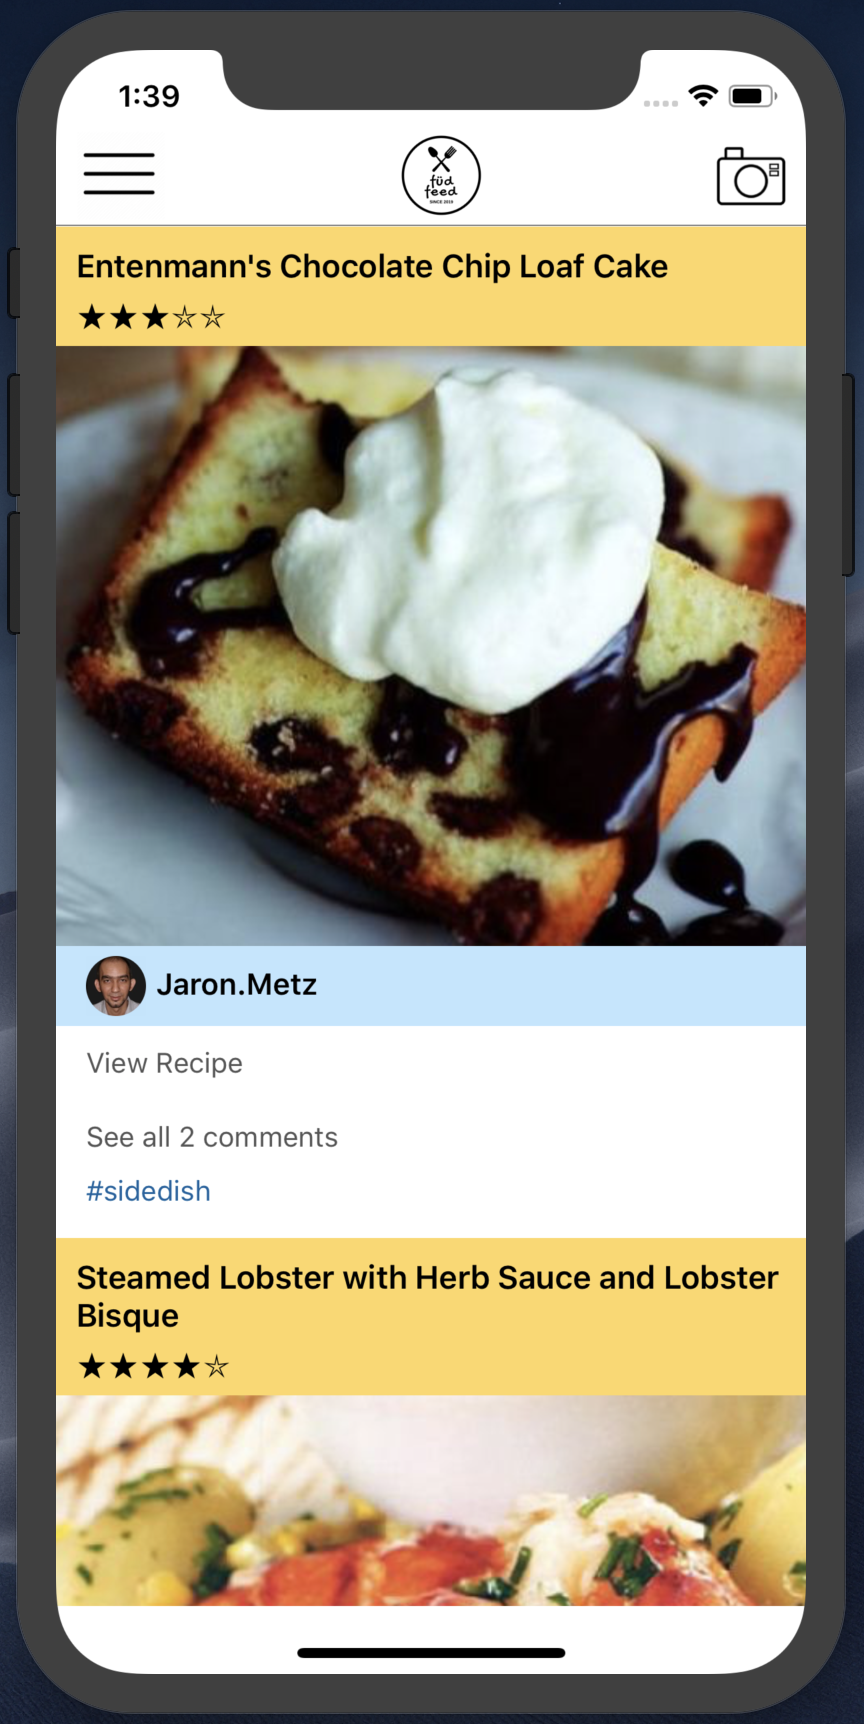 1:39
füd
feed
SINCE 2019
Entenmann's Chocolate Chip Loaf Cake
★★★☆☆
Jaron.Metz
View Recipe
See all 2 comments
#sidedish
Steamed Lobster with Herb Sauce and Lobster
Bisque
★★★★☆